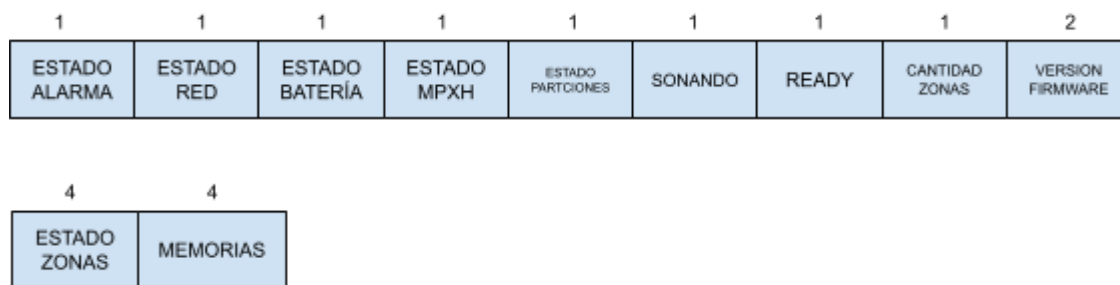 1 1 1 1 1 1 1 1 2
ESTADO ALARMA ESTADO RED ESTADO BATERÍA ESTADO MPXH ESTADO PARTCIONES SONANDO READY CANTIDAD ZONAS VERSION FIRMWARE
4 4
ESTADO ZONAS MEMORIAS